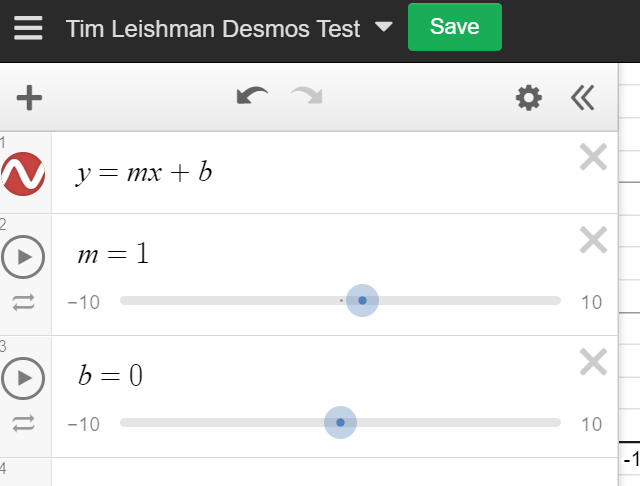 Tim Leishman Desmos Test
Save
1
y = mx + b
2
m = 1
−10
10
3
b = 0
−10
10
4
-1